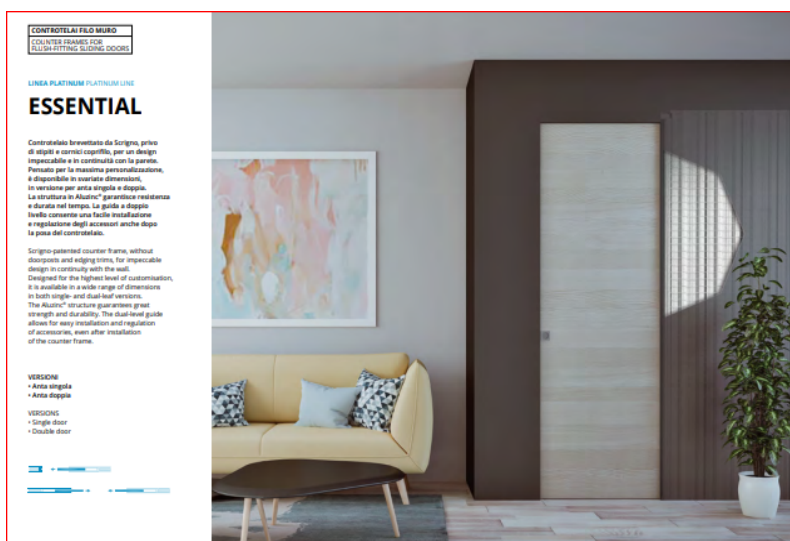 CONTROTELAI FILO MURO
COUNTER FRAMES FOR
FLUSH-FITTING SLIDING DOORS
LINEA PLATINUM PLATINUM LINE
ESSENTIAL
Controtelaio brevettato da Scrigno, privo
di stipiti e cornici coprifilo, per un design
impeccabile e in continuità con la parete.
Pensato per la massima personalizzazione,
è disponibile in svariate dimensioni,
in versione per anta singola e doppia.
La struttura in Aluzinc® garantisce resistenza
e durata nel tempo. La guida a doppio
livello consente una facile installazione
e regolazione degli accessori anche dopo
la posa del controtelaio.
Scrigno-patented counter frame, without
doorposts and edging trims, for impeccable
design in continuity with the wall.
Designed for the highest level of customisation,
it is available in a wide range of dimensions
in both single- and dual-leaf versions.
The Aluzinc® structure guarantees great
strength and durability. The dual-level guide
allows for easy installation and regulation
of accessories, even after installation
of the counter frame.
VERSIONI
• Anta singola
• Anta doppia
VERSIONS
• Single door
• Double door